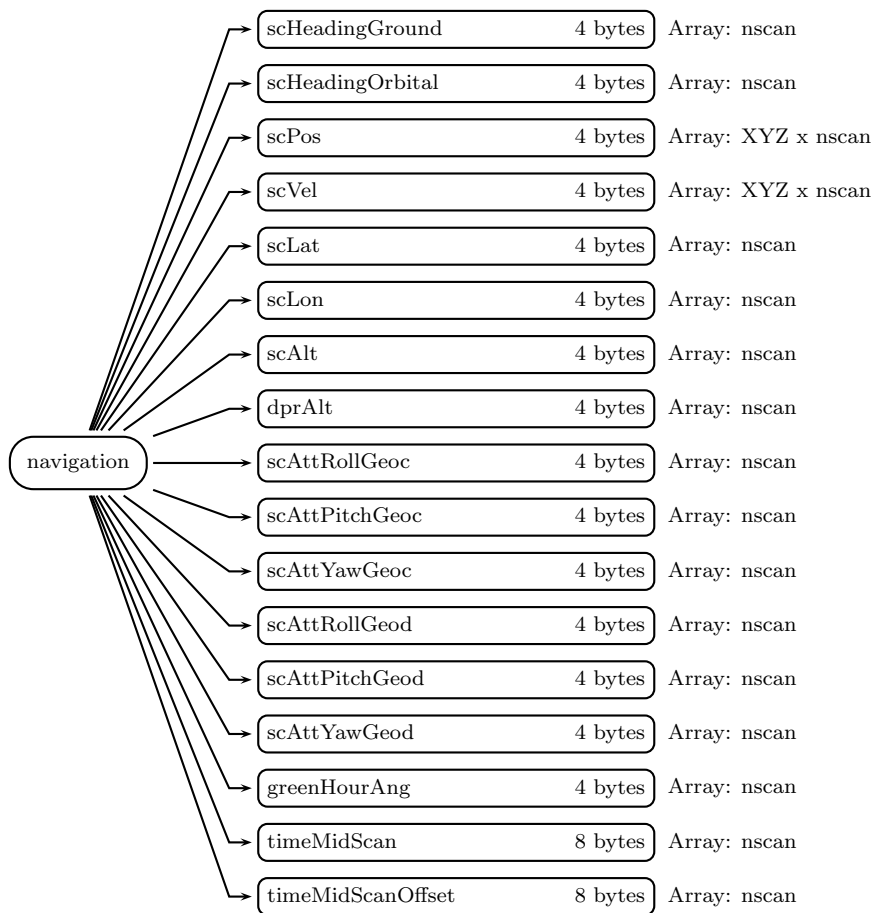 scHeadingGround 4 bytes Array: nscan
scHeadingOrbital 4 bytes Array: nscan
scPos 4 bytes Array: XYZ x nscan
scVel 4 bytes Array: XYZ x nscan
scLat 4 bytes Array: nscan
scLon 4 bytes Array: nscan
scAlt 4 bytes Array: nscan
dprAlt 4 bytes Array: nscan
navigation scAttRollGeoc 4 bytes Array: nscan
scAttPitchGeoc 4 bytes Array: nscan
scAttYawGeoc 4 bytes Array: nscan
scAttRollGeod 4 bytes Array: nscan
scAttPitchGeod 4 bytes Array: nscan
scAttYawGeod 4 bytes Array: nscan
greenHourAng 4 bytes Array: nscan
timeMidScan 8 bytes Array: nscan
timeMidScanOffset 8 bytes Array: nscan